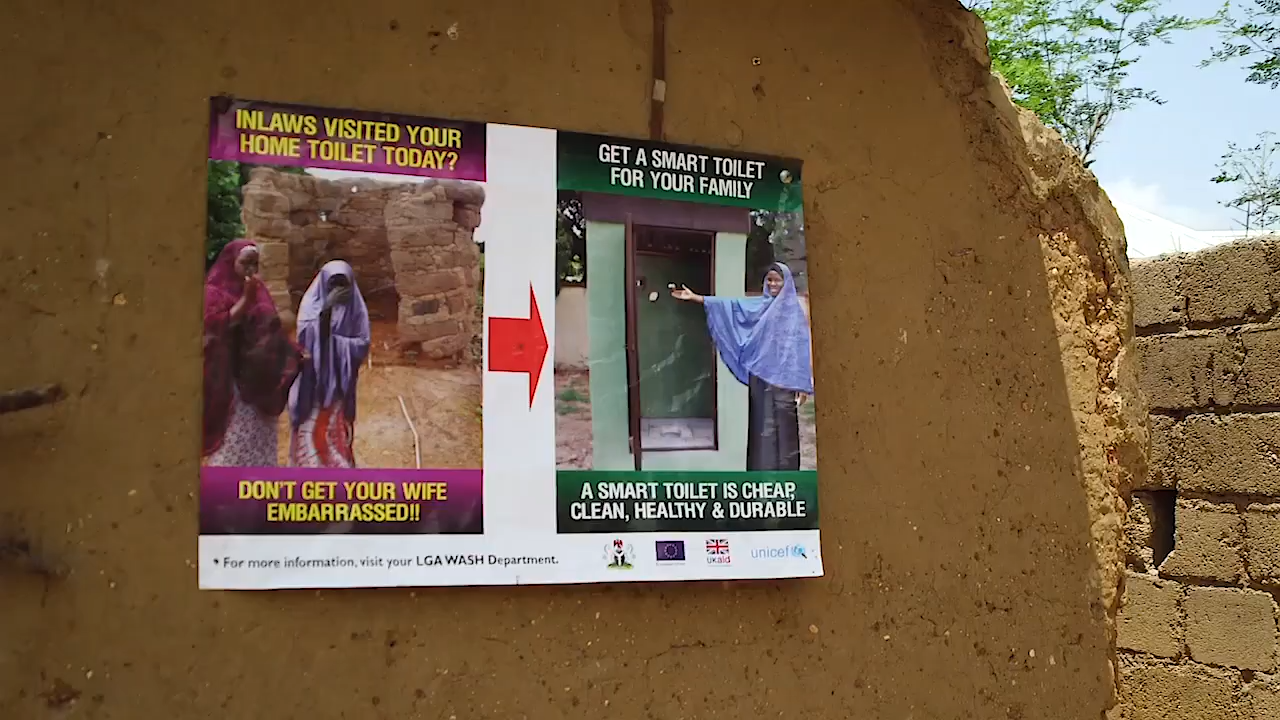 INLAWS VISITED YOUR
HOME TOILET TODAY?
DON'T GET YOUR WIFE
EMBARRASSED!!
GET A SMART TOILET
FOR YOUR FAMILY
A SMART TOILET IS CHEAP,
CLEAN, HEALTHY & DURABLE
* For more information, visit your LGA WASH Department.
ukaid
unicef